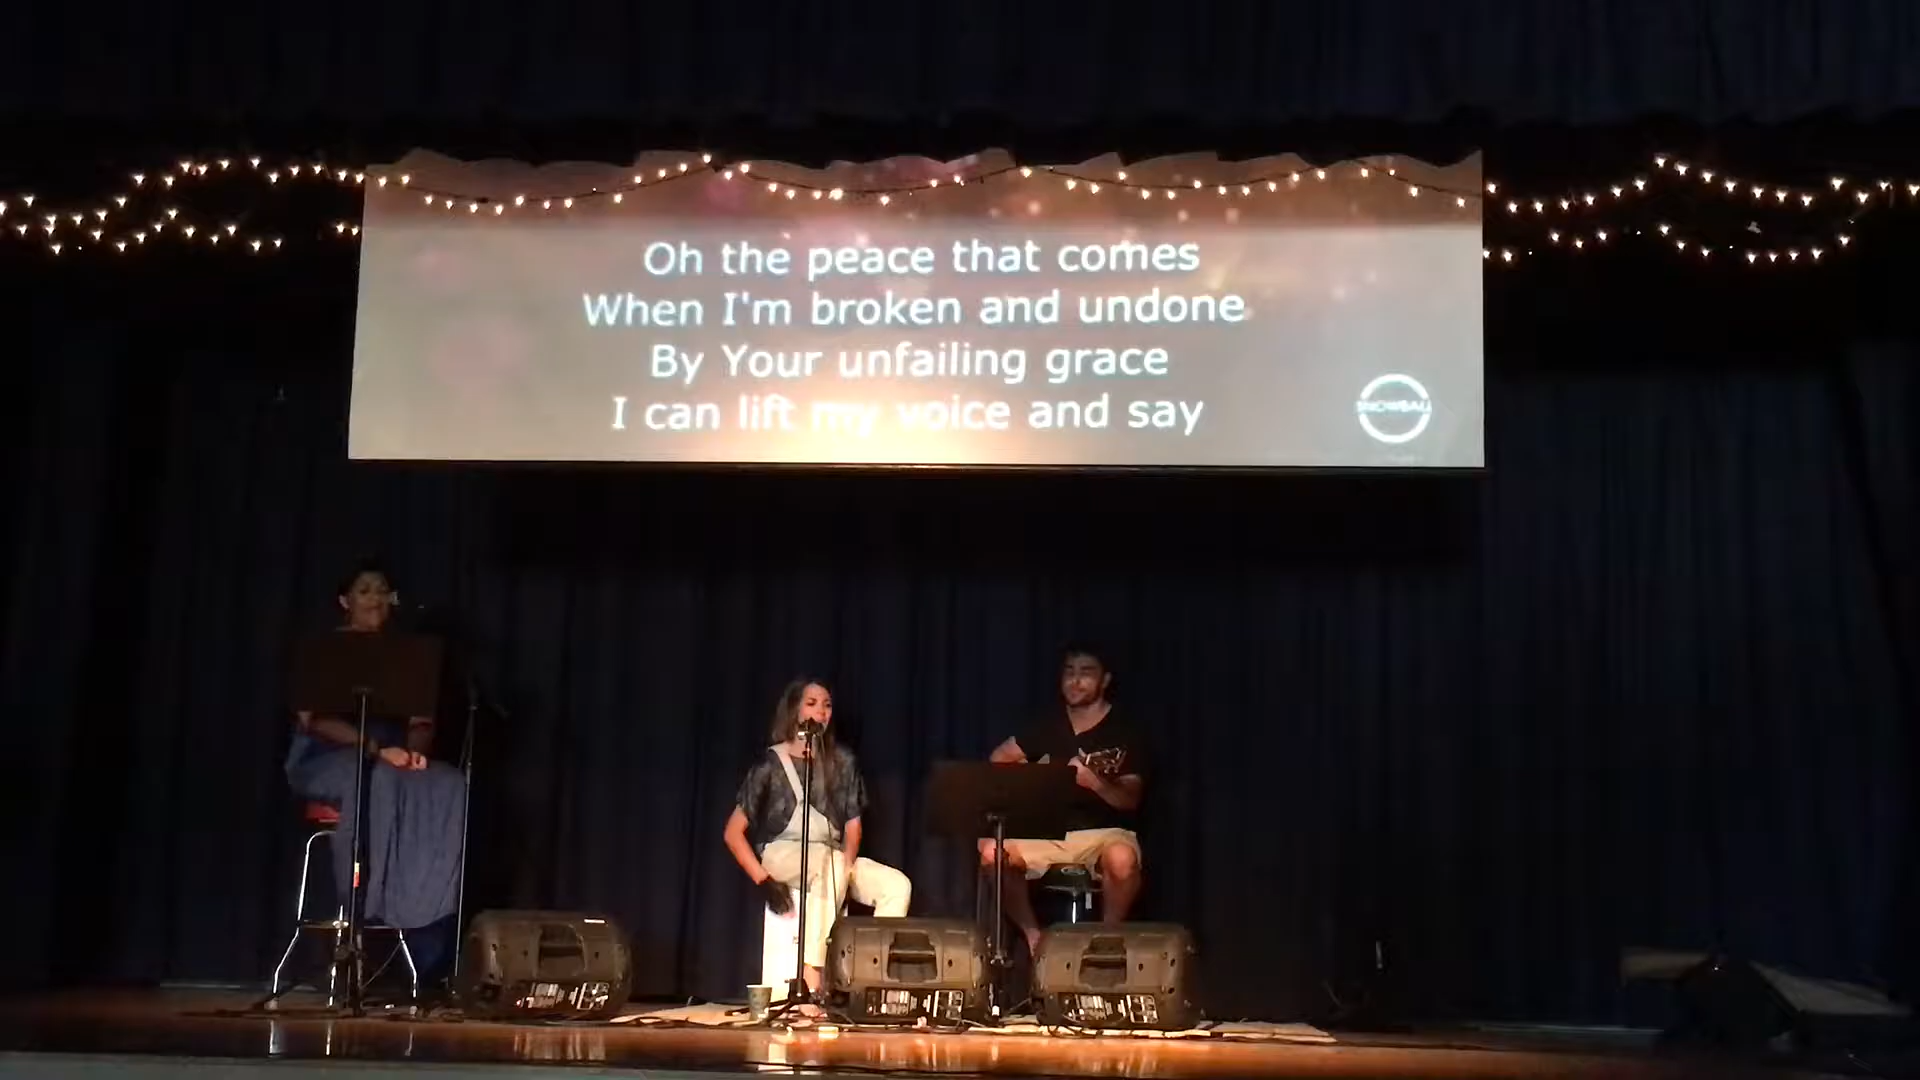 Oh the peace that comes
When I'm broken and undone
By Your unfailing grace
I can lift my voice and say
SNOWBALL